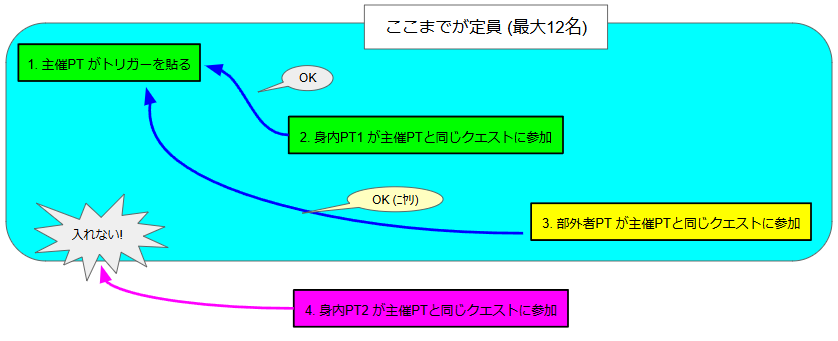 ここまでが定員 (最大12名)
1. 主催PT がトリガーを貼る
OK
2. 身内PT1 が主催PTと同じクエストに参加
OK (ﾆﾔﾘ)
3. 部外者PT が主催PTと同じクエストに参加
入れない!
4. 身内PT2 が主催PTと同じクエストに参加